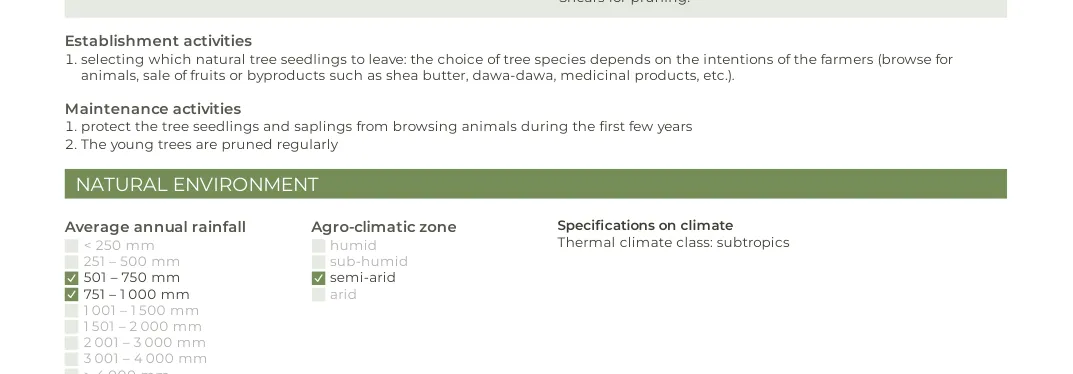 Shears for pruning.
Establishment activities
1. selecting which natural tree seedlings to leave: the choice of tree species depends on the intentions of the farmers (browse for
animals, sale of fruits or byproducts such as shea butter, dawa-dawa, medicinal products, etc.).
Maintenance activities
1. protect the tree seedlings and saplings from browsing animals during the first few years
2. The young trees are pruned regularly
NATURAL ENVIRONMENT
Average annual rainfall
< 250 mm
251 – 500 mm
501 – 750 mm
751 – 1 000 mm
1 001 – 1 500 mm
1 501 – 2 000 mm
2 001 – 3 000 mm
3 001 – 4 000 mm
> 4 000 mm
Agro-climatic zone
humid
sub-humid
semi-arid
arid
Specifications on climate
Thermal climate class: subtropics